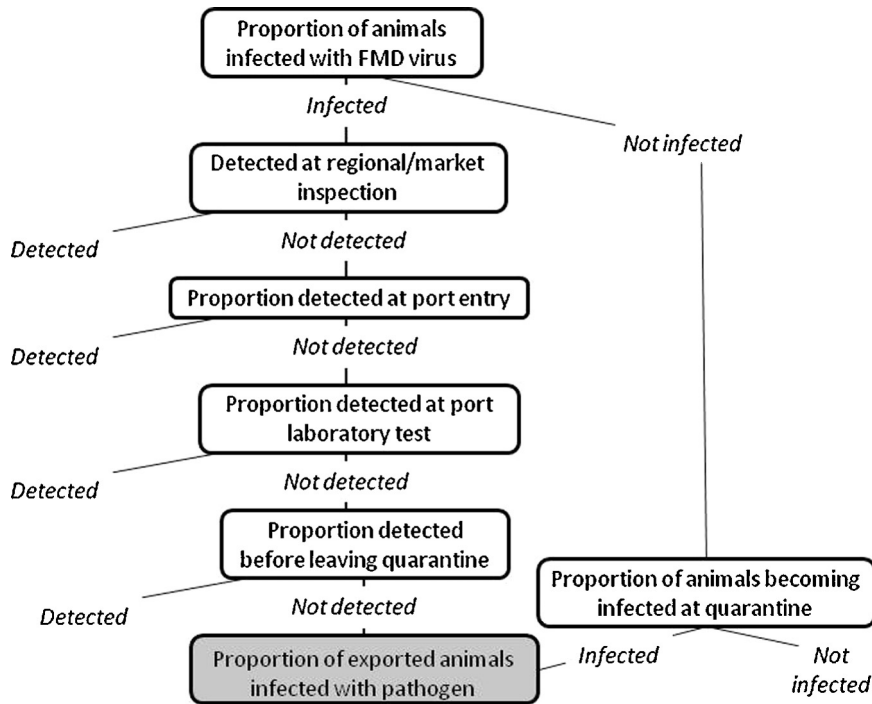 Proportion of animals
infected with FMD virus
Infected
Not infected
Detected at regional/market
inspection
Detected
Not detected
Proportion detected at port entry
Detected
Not detected
Proportion detected at port
laboratory test
Detected
Not detected
Proportion detected
before leaving quarantine
Proportion of animals becoming
infected at quarantine
Detected
Not detected
Infected
Not
infected
Proportion of exported animals
infected with pathogen